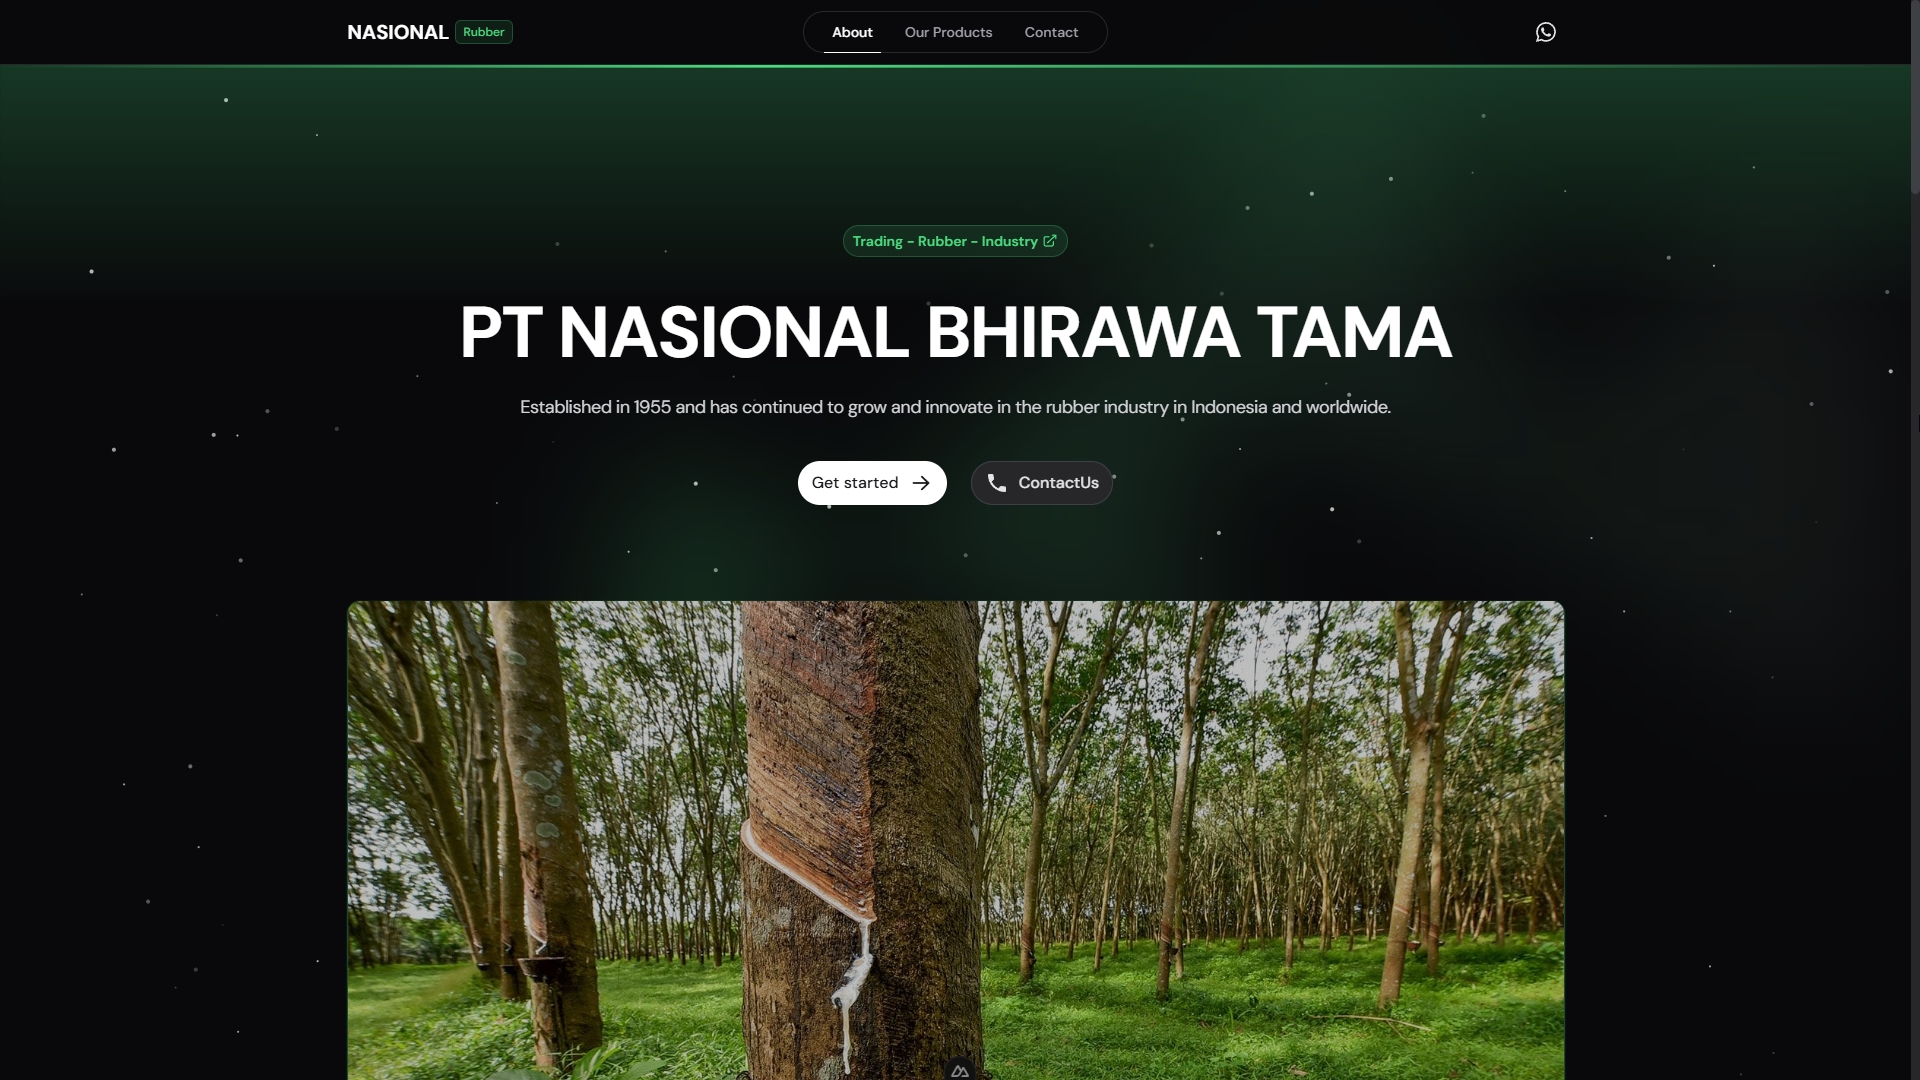 NASIONAL Rubber
About Our Products Contact
Trading - Rubber - Industry
PT NASIONAL BHIRAWA TAMA
Established in 1955 and has continued to grow and innovate in the rubber industry in Indonesia and worldwide.
Get started ContactUs